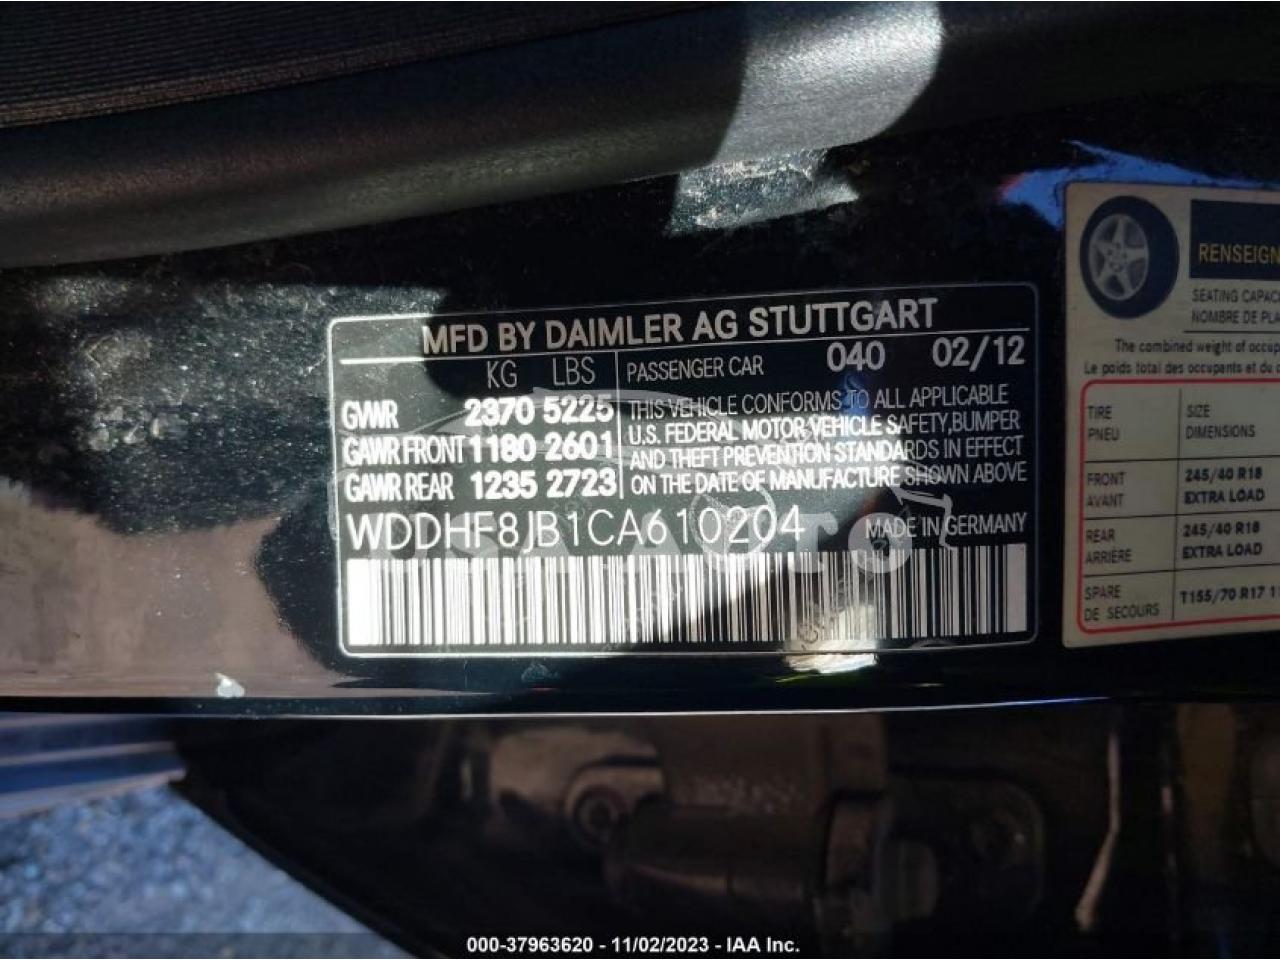 MFD BY DAIMLER AG STUTTGART
KG LBS
PASSENGER CAR 040 02/12
GVWR 2370 5225
GAWR FRONT 1180 2601
GAWR REAR 1235 2723
THIS VEHICLE CONFORMS TO ALL APPLICABLE
U.S. FEDERAL MOTOR VEHICLE SAFETY, BUMPER
AND THEFT PREVENTION STANDARDS IN EFFECT
ON THE DATE OF MANUFACTURE SHOWN ABOVE
WDDHF8JB1CA610204 MADE IN GERMANY
RENSEIGN
SEATING CAPAC
NOMBRE DE PLA
The combined weight of occup
Le poids total des occupants et du c
TIRE SIZE
PNEU DIMENSIONS
FRONT 245/40 R18
AVANT EXTRA LOAD
REAR 245/40 R18
ARRIÈRE EXTRA LOAD
SPARE T155/70 R17
DE SECOURS
000-37963620 - 11/02/2023 - IAA Inc.